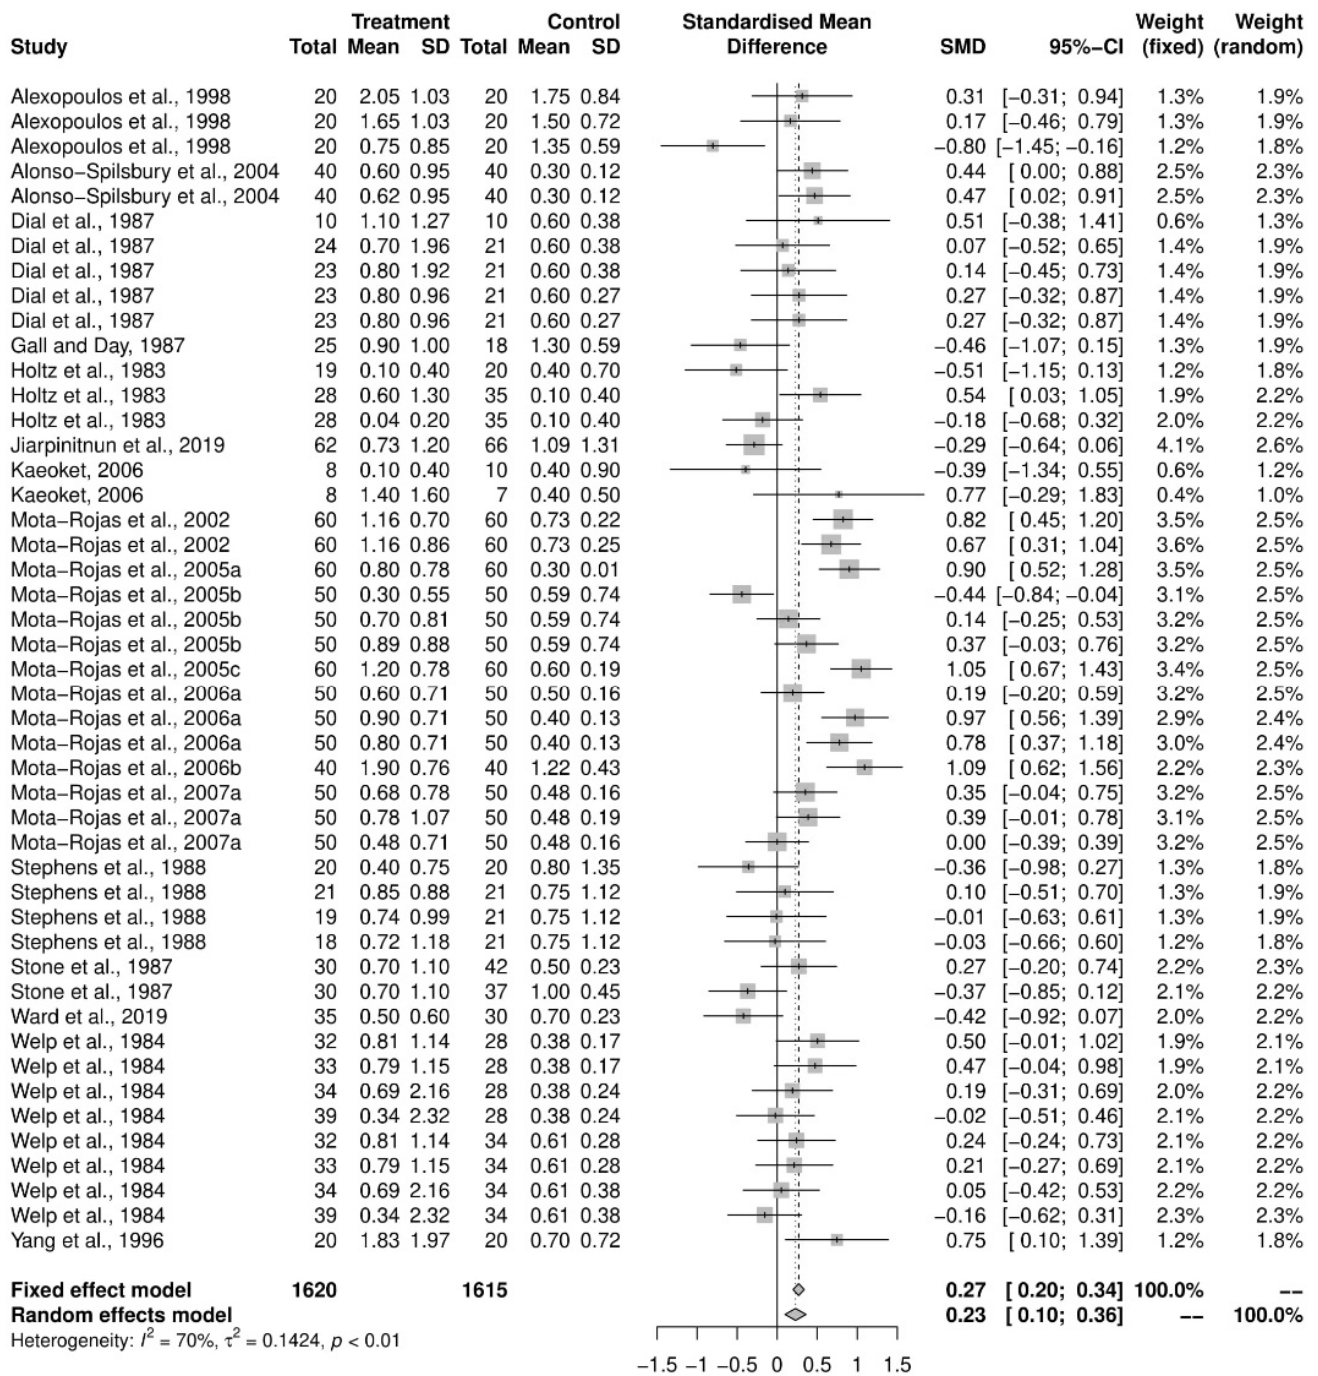 Treatment Control Standardised Mean Weight Weight
Study Total Mean SD Total Mean SD Difference SMD 95%−CI (fixed) (random)
Alexopoulos et al., 1998 20 2.05 1.03 20 1.75 0.84 0.31 [−0.31; 0.94] 1.3% 1.9%
Alexopoulos et al., 1998 20 1.65 1.03 20 1.50 0.72 0.17 [−0.46; 0.79] 1.3% 1.9%
Alexopoulos et al., 1998 20 0.75 0.85 20 1.35 0.59 −0.80 [−1.45; −0.16] 1.2% 1.8%
Alonso−Spilsbury et al., 2004 40 0.60 0.95 40 0.30 0.12 0.44 [ 0.00; 0.88] 2.5% 2.3%
Alonso−Spilsbury et al., 2004 40 0.62 0.95 40 0.30 0.12 0.47 [ 0.02; 0.91] 2.5% 2.3%
Dial et al., 1987 10 1.10 1.27 10 0.60 0.38 0.51 [−0.38; 1.41] 0.6% 1.3%
Dial et al., 1987 24 0.70 1.96 21 0.60 0.38 0.07 [−0.52; 0.65] 1.4% 1.9%
Dial et al., 1987 23 0.80 1.92 21 0.60 0.38 0.14 [−0.45; 0.73] 1.4% 1.9%
Dial et al., 1987 23 0.80 0.96 21 0.60 0.27 0.27 [−0.32; 0.87] 1.4% 1.9%
Dial et al., 1987 23 0.80 0.96 21 0.60 0.27 0.27 [−0.32; 0.87] 1.4% 1.9%
Gall and Day, 1987 25 0.90 1.00 18 1.30 0.59 −0.46 [−1.07; 0.15] 1.3% 1.9%
Holtz et al., 1983 19 0.10 0.40 20 0.40 0.70 −0.51 [−1.15; 0.13] 1.2% 1.8%
Holtz et al., 1983 28 0.60 1.30 35 0.10 0.40 0.54 [ 0.03; 1.05] 1.9% 2.2%
Holtz et al., 1983 28 0.04 0.20 35 0.10 0.40 −0.18 [−0.68; 0.32] 2.0% 2.2%
Jiarpinitnun et al., 2019 62 0.73 1.20 66 1.09 1.31 −0.29 [−0.64; 0.06] 4.1% 2.6%
Kaeoket, 2006 8 0.10 0.40 10 0.40 0.90 −0.39 [−1.34; 0.55] 0.6% 1.2%
Kaeoket, 2006 8 1.40 1.60 7 0.40 0.50 0.77 [−0.29; 1.83] 0.4% 1.0%
Mota−Rojas et al., 2002 60 1.16 0.70 60 0.73 0.22 0.82 [ 0.45; 1.20] 3.5% 2.5%
Mota−Rojas et al., 2002 60 1.16 0.86 60 0.73 0.25 0.67 [ 0.31; 1.04] 3.6% 2.5%
Mota−Rojas et al., 2005a 60 0.80 0.78 60 0.30 0.01 0.90 [ 0.52; 1.28] 3.5% 2.5%
Mota−Rojas et al., 2005b 50 0.30 0.55 50 0.59 0.74 −0.44 [−0.84; −0.04] 3.1% 2.5%
Mota−Rojas et al., 2005b 50 0.70 0.81 50 0.59 0.74 0.14 [−0.25; 0.53] 3.2% 2.5%
Mota−Rojas et al., 2005b 50 0.89 0.88 50 0.59 0.74 0.37 [−0.03; 0.76] 3.2% 2.5%
Mota−Rojas et al., 2005c 60 1.20 0.78 60 0.60 0.19 1.05 [ 0.67; 1.43] 3.4% 2.5%
Mota−Rojas et al., 2006a 50 0.60 0.71 50 0.50 0.16 0.19 [−0.20; 0.59] 3.2% 2.5%
Mota−Rojas et al., 2006a 50 0.90 0.71 50 0.40 0.13 0.97 [ 0.56; 1.39] 2.9% 2.4%
Mota−Rojas et al., 2006a 50 0.80 0.71 50 0.40 0.13 0.78 [ 0.37; 1.18] 3.0% 2.4%
Mota−Rojas et al., 2006b 40 1.90 0.76 40 1.22 0.43 1.09 [ 0.62; 1.56] 2.2% 2.3%
Mota−Rojas et al., 2007a 50 0.68 0.78 50 0.48 0.16 0.35 [−0.04; 0.75] 3.2% 2.5%
Mota−Rojas et al., 2007a 50 0.78 1.07 50 0.48 0.19 0.39 [−0.01; 0.78] 3.1% 2.5%
Mota−Rojas et al., 2007a 50 0.48 0.71 50 0.48 0.16 0.00 [−0.39; 0.39] 3.2% 2.5%
Stephens et al., 1988 20 0.40 0.75 20 0.80 1.35 −0.36 [−0.98; 0.27] 1.3% 1.8%
Stephens et al., 1988 21 0.85 0.88 21 0.75 1.12 0.10 [−0.51; 0.70] 1.3% 1.9%
Stephens et al., 1988 19 0.74 0.99 21 0.75 1.12 −0.01 [−0.63; 0.61] 1.3% 1.9%
Stephens et al., 1988 18 0.72 1.18 21 0.75 1.12 −0.03 [−0.66; 0.60] 1.2% 1.8%
Stone et al., 1987 30 0.70 1.10 42 0.50 0.23 0.27 [−0.20; 0.74] 2.2% 2.3%
Stone et al., 1987 30 0.70 1.10 37 1.00 0.45 −0.37 [−0.85; 0.12] 2.1% 2.2%
Ward et al., 2019 35 0.50 0.60 30 0.70 0.23 −0.42 [−0.92; 0.07] 2.0% 2.2%
Welp et al., 1984 32 0.81 1.14 28 0.38 0.17 0.50 [−0.01; 1.02] 1.9% 2.1%
Welp et al., 1984 33 0.79 1.15 28 0.38 0.17 0.47 [−0.04; 0.98] 1.9% 2.1%
Welp et al., 1984 34 0.69 2.16 28 0.38 0.24 0.19 [−0.31; 0.69] 2.0% 2.2%
Welp et al., 1984 39 0.34 2.32 28 0.38 0.24 −0.02 [−0.51; 0.46] 2.1% 2.2%
Welp et al., 1984 32 0.81 1.14 34 0.61 0.28 0.24 [−0.24; 0.73] 2.1% 2.2%
Welp et al., 1984 33 0.79 1.15 34 0.61 0.28 0.21 [−0.27; 0.69] 2.1% 2.2%
Welp et al., 1984 34 0.69 2.16 34 0.61 0.38 0.05 [−0.42; 0.53] 2.2% 2.2%
Welp et al., 1984 39 0.34 2.32 34 0.61 0.38 −0.16 [−0.62; 0.31] 2.3% 2.3%
Yang et al., 1996 20 1.83 1.97 20 0.70 0.72 0.75 [ 0.10; 1.39] 1.2% 1.8%
Fixed effect model 1620 1615 0.27 [ 0.20; 0.34] 100.0% −−
Random effects model 0.23 [ 0.10; 0.36] −− 100.0%
Heterogeneity: I² = 70%, τ² = 0.1424, p < 0.01
−1.5 −1 −0.5 0 0.5 1 1.5